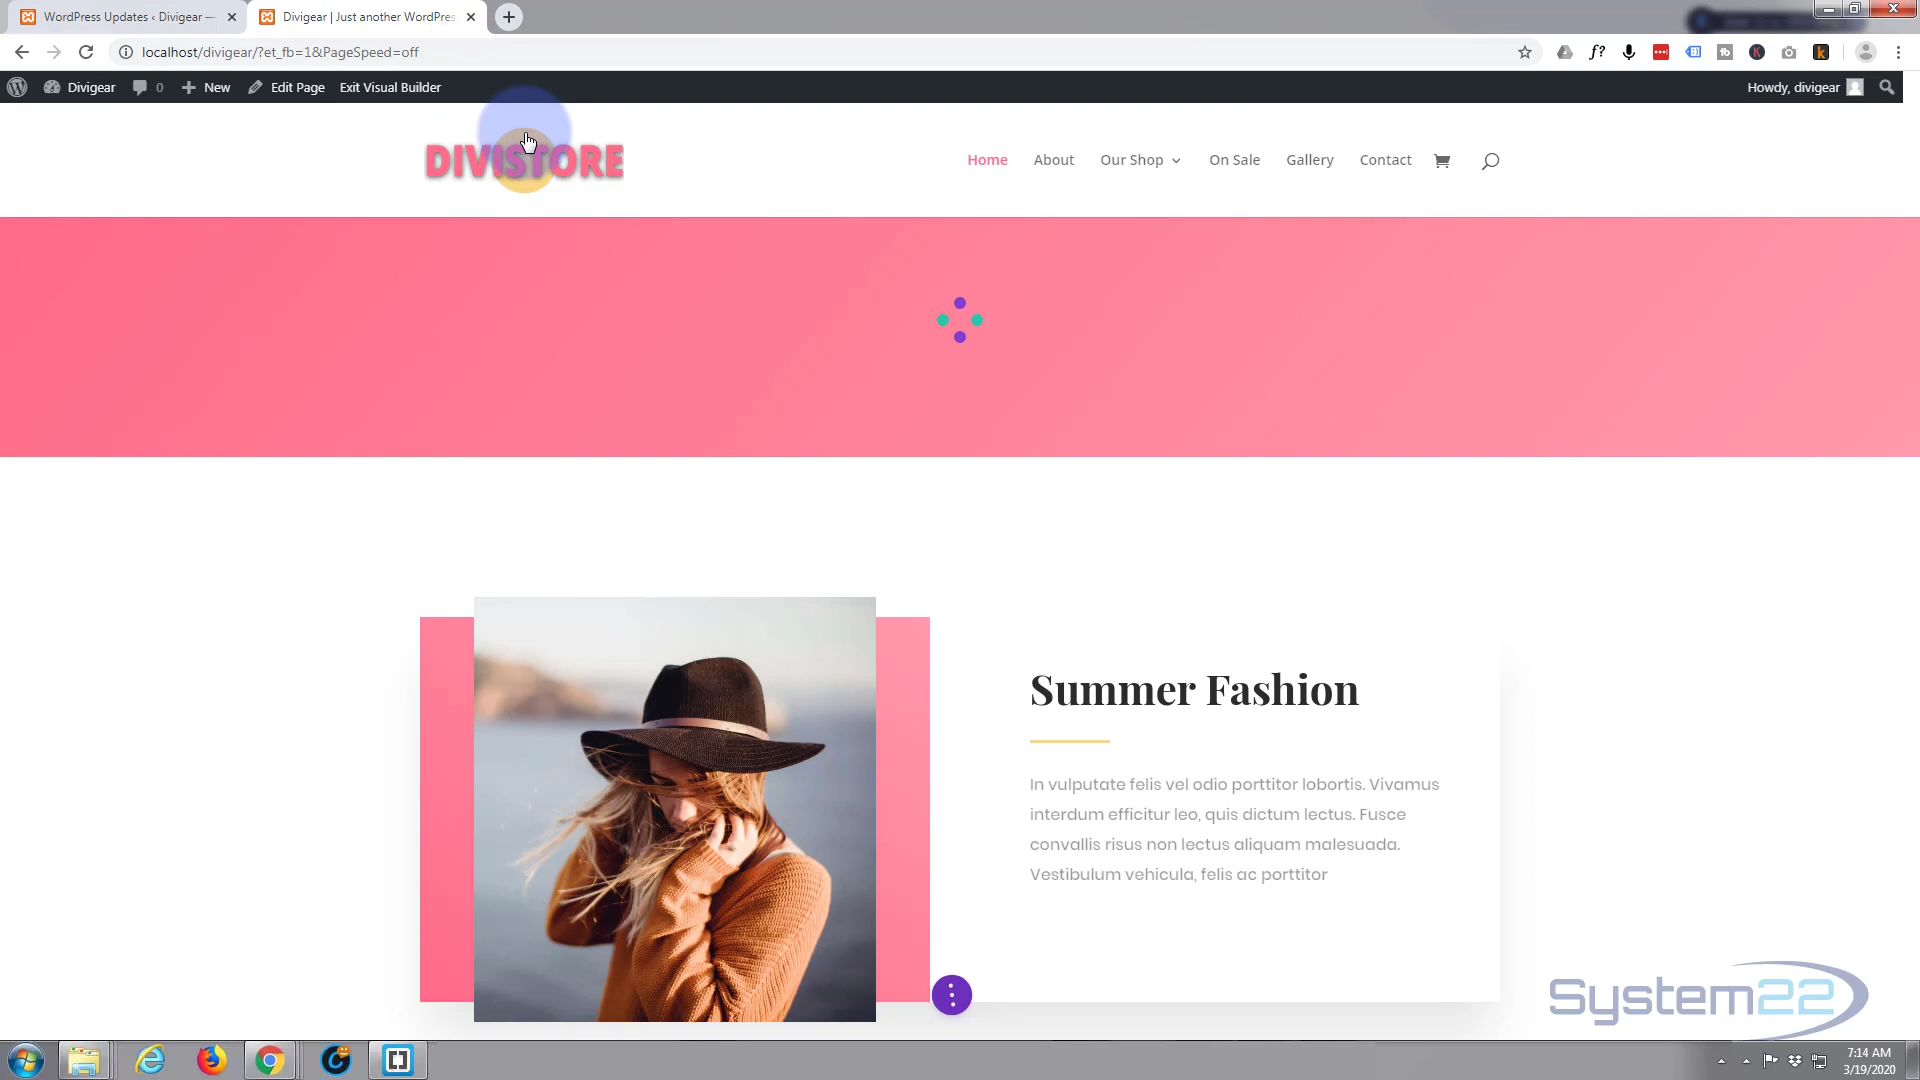 WordPress Updates ‹ Divigear —
Divigear | Just another WordPres
localhost/divigear/?et_fb=1&PageSpeed=off
Divigear
0
New
Edit Page
Exit Visual Builder
Howdy, divigear
DIVISTORE
Home
About
Our Shop
On Sale
Gallery
Contact
Summer Fashion
In vulputate felis vel odio porttitor lobortis. Vivamus
interdum efficitur leo, quis dictum lectus. Fusce
convallis risus non lectus aliquam malesuada.
Vestibulum vehicula, felis ac porttitor
System22
7:14 AM
3/19/2020